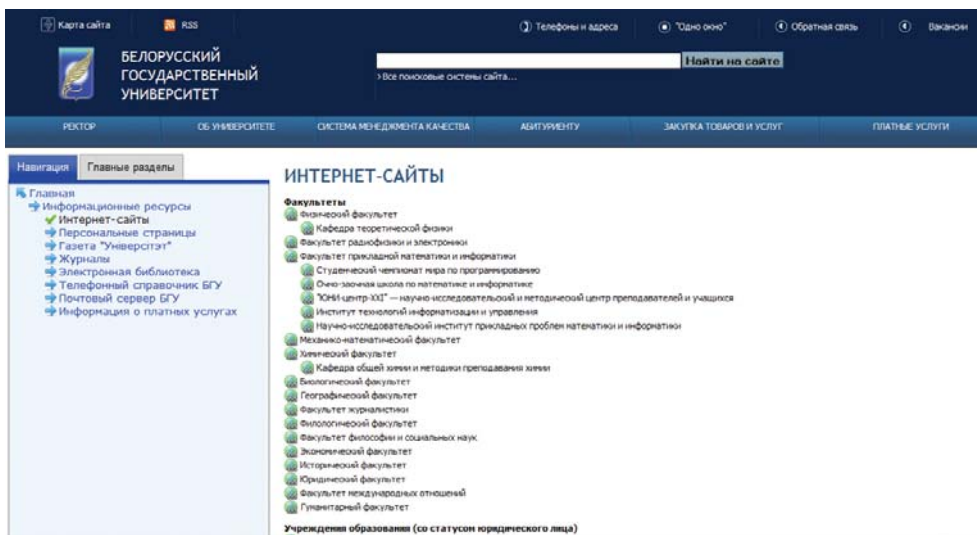 Карта сайта
RSS
Телефоны и адреса
"Одно окно"
Обратная связь
Вакансии
БЕЛОРУССКИЙ
ГОСУДАРСТВЕННЫЙ
УНИВЕРСИТЕТ
Найти на сайте
>Все поисковые системы сайта...
РЕКТОР
ОБ УНИВЕРСИТЕТЕ
СИСТЕМА МЕНЕДЖМЕНТА КАЧЕСТВА
АБИТУРИЕНТУ
ЗАКУПКА ТОВАРОВ И УСЛУГ
ПЛАТНЫЕ УСЛУГИ
Навигация
Главные разделы
Главная
Информационные ресурсы
Интернет-сайты
Персональные страницы
Газета "Універсітэт"
Журналы
Электронная библиотека
Телефонный справочник БГУ
Почтовый сервер БГУ
Информация о платных услугах
ИНТЕРНЕТ-САЙТЫ
Факультеты
Физический факультет
Кафедра теоретической физики
Факультет радиофизики и электроники
Факультет прикладной математики и информатики
Студенческий чемпионат мира по программированию
Очно-заочная школа по математике и информатике
"ЮНИ-центр-XXI" — научно-исследовательский и методический центр преподавателей и учащихся
Институт технологий информатизации и управления
Научно-исследовательский институт прикладных проблем математики и информатики
Механико-математический факультет
Химический факультет
Кафедра общей химии и методики преподавания химии
Биологический факультет
Географический факультет
Факультет журналистики
Филологический факультет
Факультет философии и социальных наук
Экономический факультет
Исторический факультет
Юридический факультет
Факультет международных отношений
Гуманитарный факультет
Учреждения образования (со статусом юридического лица)